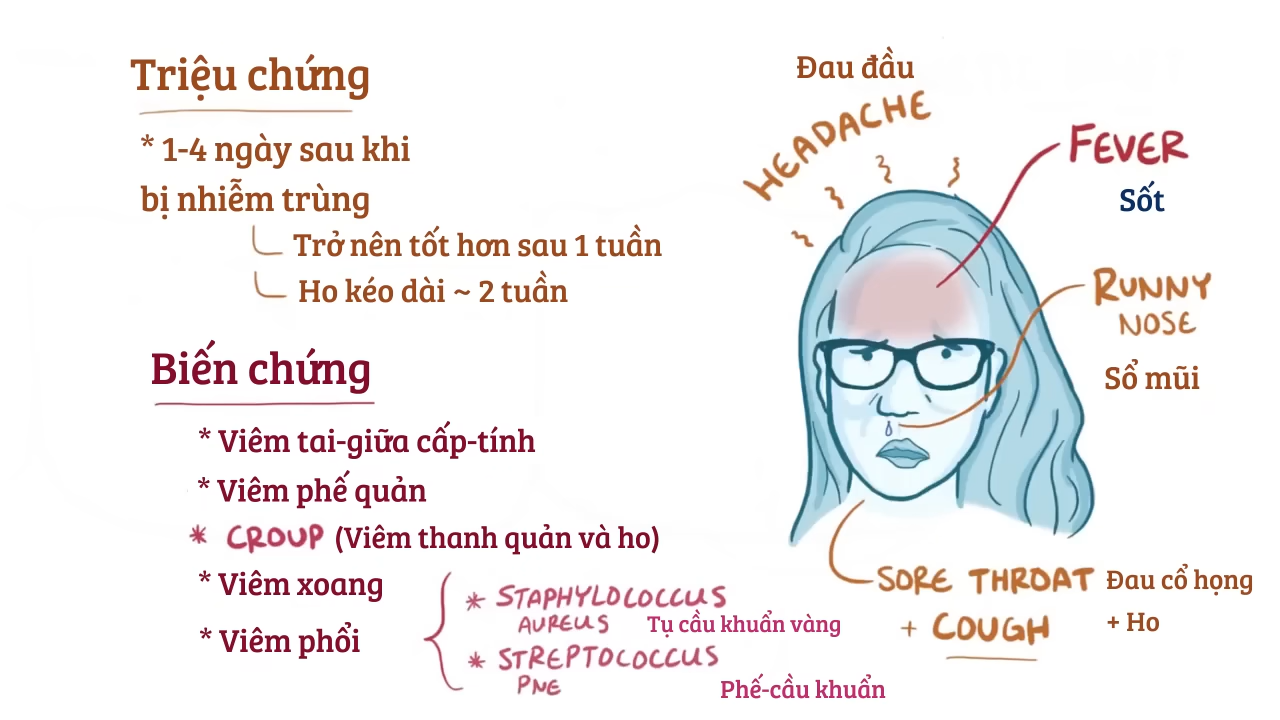 Triệu chứng
* 1-4 ngày sau khi
bị nhiễm trùng
Trở nên tốt hơn sau 1 tuần
Ho kéo dài ~ 2 tuần
Biến chứng
* Viêm tai-giữa cấp-tính
* Viêm phế quản
* CROUP (Viêm thanh quản và ho)
* Viêm xoang
* Viêm phổi
* STAPHYLOCOCCUS
AUREUS Tụ cầu khuẩn vàng
* STREPTOCOCCUS
PNE
Phế-cầu khuẩn
Đau đầu
HEADACHE
FEVER
Sốt
RUNNY
NOSE
Sổ mũi
SORE THROAT Đau cổ họng
+ COUGH + Ho